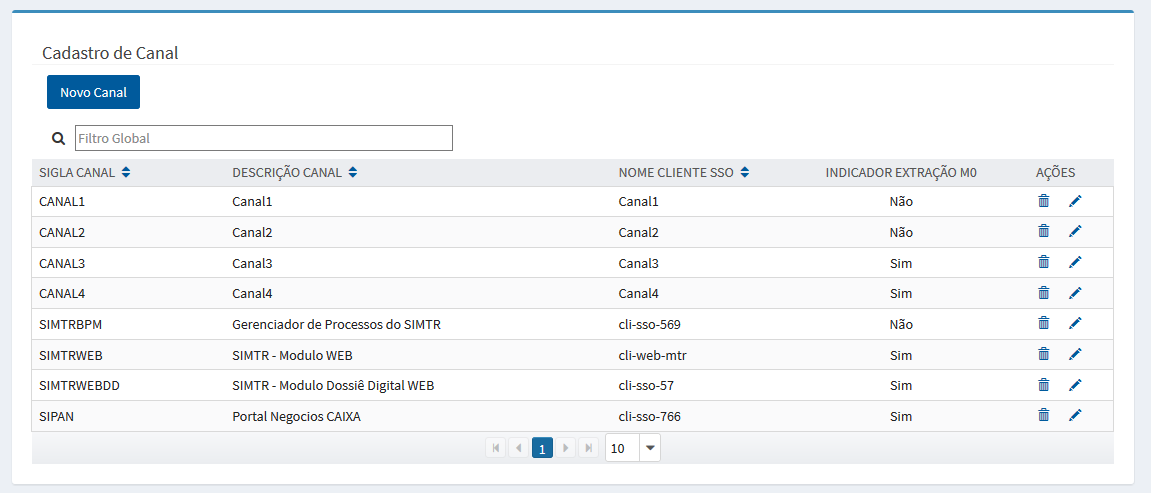 Cadastro de Canal
Novo Canal
Filtro Global
SIGLA CANAL DESCRIÇÃO CANAL NOME CLIENTE SSO INDICADOR EXTRAÇÃO M0 AÇÕES
CANAL1 Canal1 Canal1 Não
CANAL2 Canal2 Canal2 Não
CANAL3 Canal3 Canal3 Sim
CANAL4 Canal4 Canal4 Sim
SIMTRBPM Gerenciador de Processos do SIMTR cli-sso-569 Não
SIMTRWEB SIMTR - Modulo WEB cli-web-mtr Sim
SIMTRWEBDD SIMTR - Modulo Dossiê Digital WEB cli-sso-57 Sim
SIPAN Portal Negocios CAIXA cli-sso-766 Sim
1 10